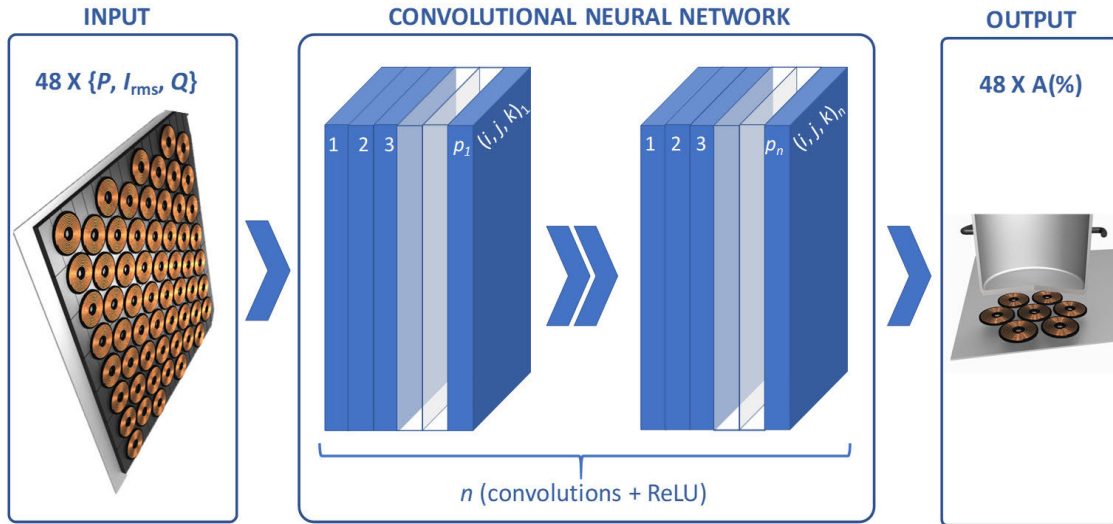 INPUT
48 X {P, Irms, Q}
CONVOLUTIONAL NEURAL NETWORK
1 2 3 p1 (i, j, k)1
1 2 3 pn (i, j, k)n
n (convolutions + ReLU)
OUTPUT
48 X A(%)